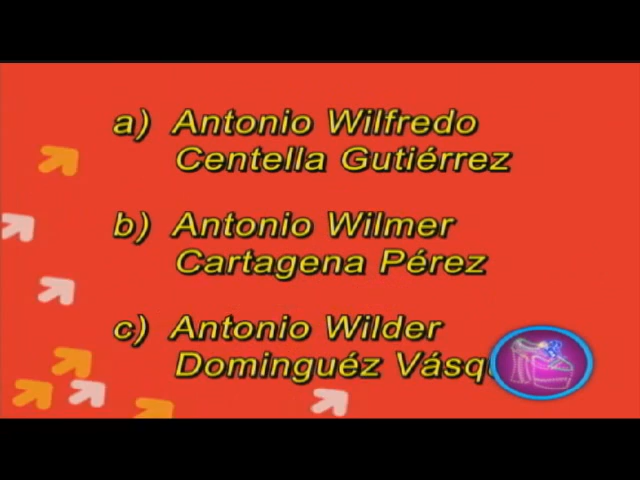 a) Antonio Wilfredo
Centella Gutiérrez
b) Antonio Wilmer
Cartagena Pérez
c) Antonio Wilder
Dominguéz